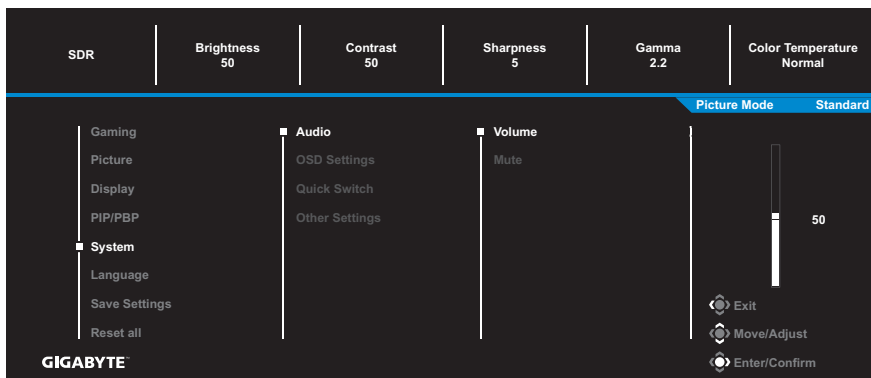 SDR
Brightness
50
Contrast
50
Sharpness
5
Gamma
2.2
Color Temperature
Normal
Picture Mode Standard
Gaming
Picture
Display
PIP/PBP
System
Language
Save Settings
Reset all
Audio
OSD Settings
Quick Switch
Other Settings
Volume
Mute
50
Exit
Move/Adjust
Enter/Confirm
GIGABYTE™